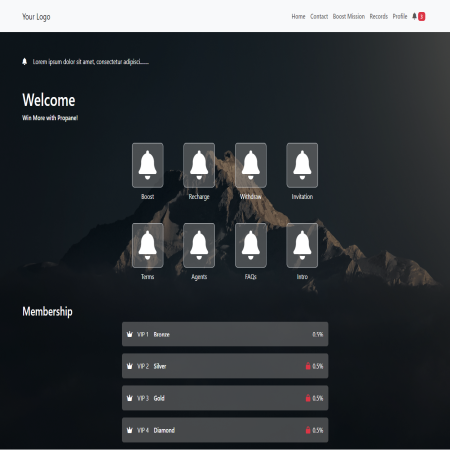 Your Logo
Home Contact Boost Mission Records Profile
Lorem ipsum dolor sit amet, consectetur adipisci.......
Welcome
Win More with Propane!
Boost Recharge Withdraw Invitation
Terms Agents FAQs Intro
Membership
VIP 1 Bronze 0.5%
VIP 2 Silver 0.5%
VIP 3 Gold 0.5%
VIP 4 Diamond 0.5%